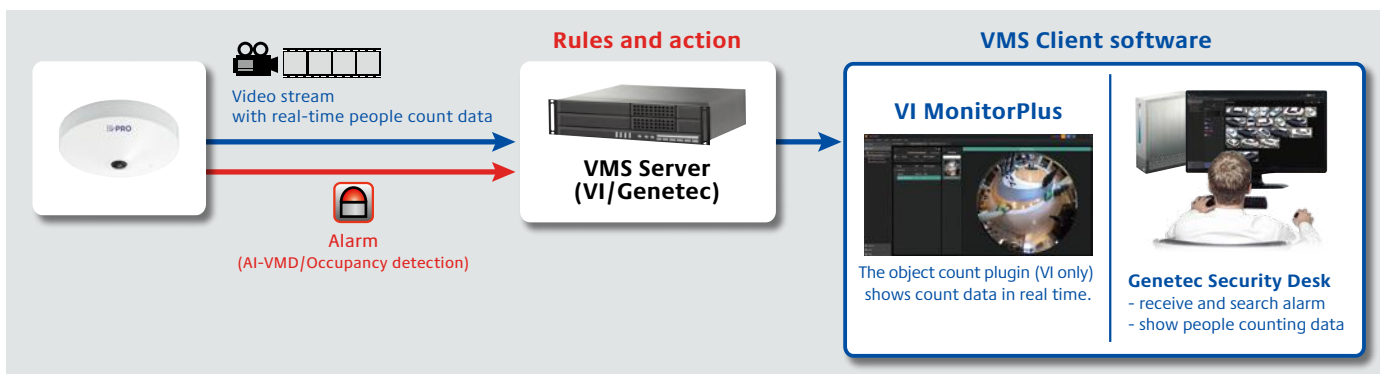 i-PRO
Video stream
with real-time people count data
Alarm
(AI-VMD/Occupancy detection)
Rules and action
VMS Server
(VI/Genetec)
VMS Client software
VI MonitorPlus
The object count plugin (VI only)
shows count data in real time.
Genetec Security Desk
- receive and search alarm
- show people counting data